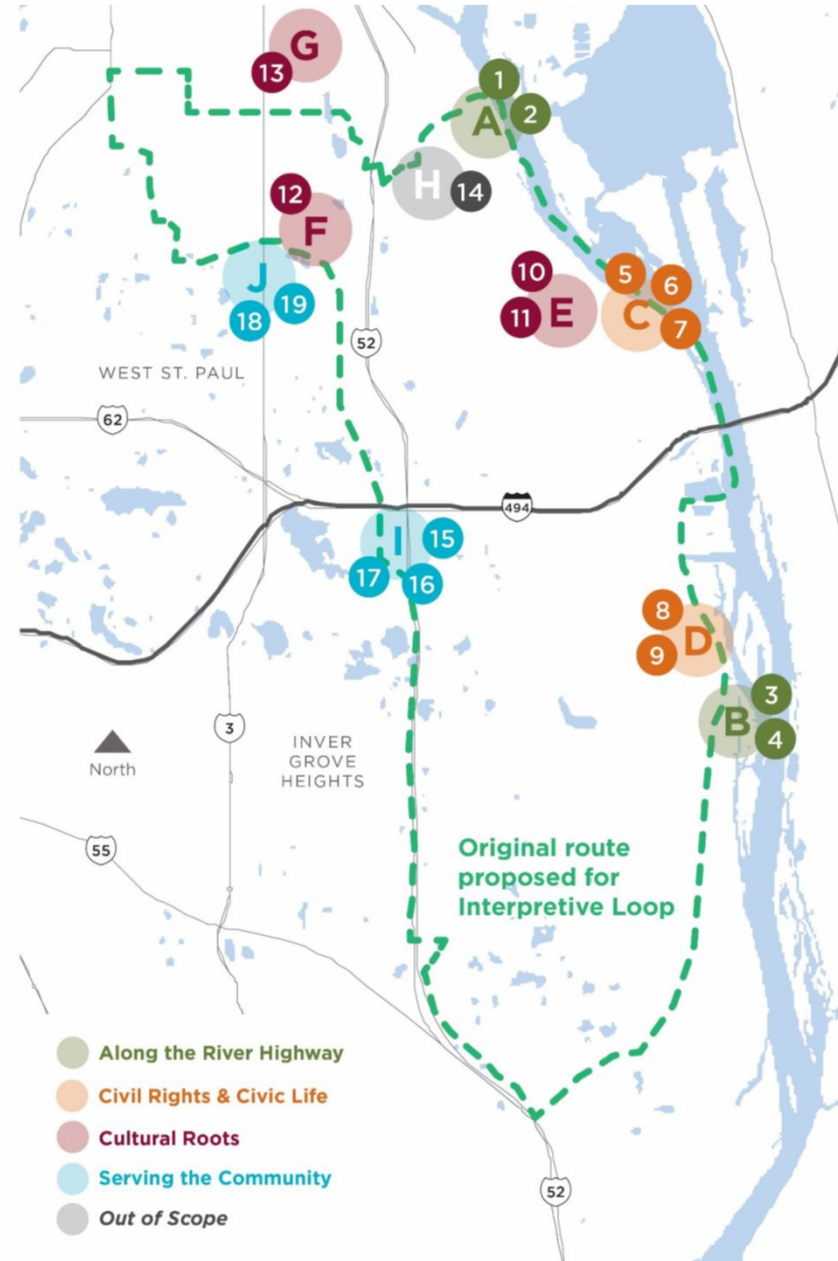 G
13
1
A
2
H
14
12
F
J
18
19
10
11
E
5
6
C
7
52
WEST ST. PAUL
62
494
I
15
17
16
8
9
D
3
B
4
3
North
INVER
GROVE
HEIGHTS
55
Original route
proposed for
Interpretive Loop
Along the River Highway
Civil Rights & Civic Life
Cultural Roots
Serving the Community
Out of Scope
52